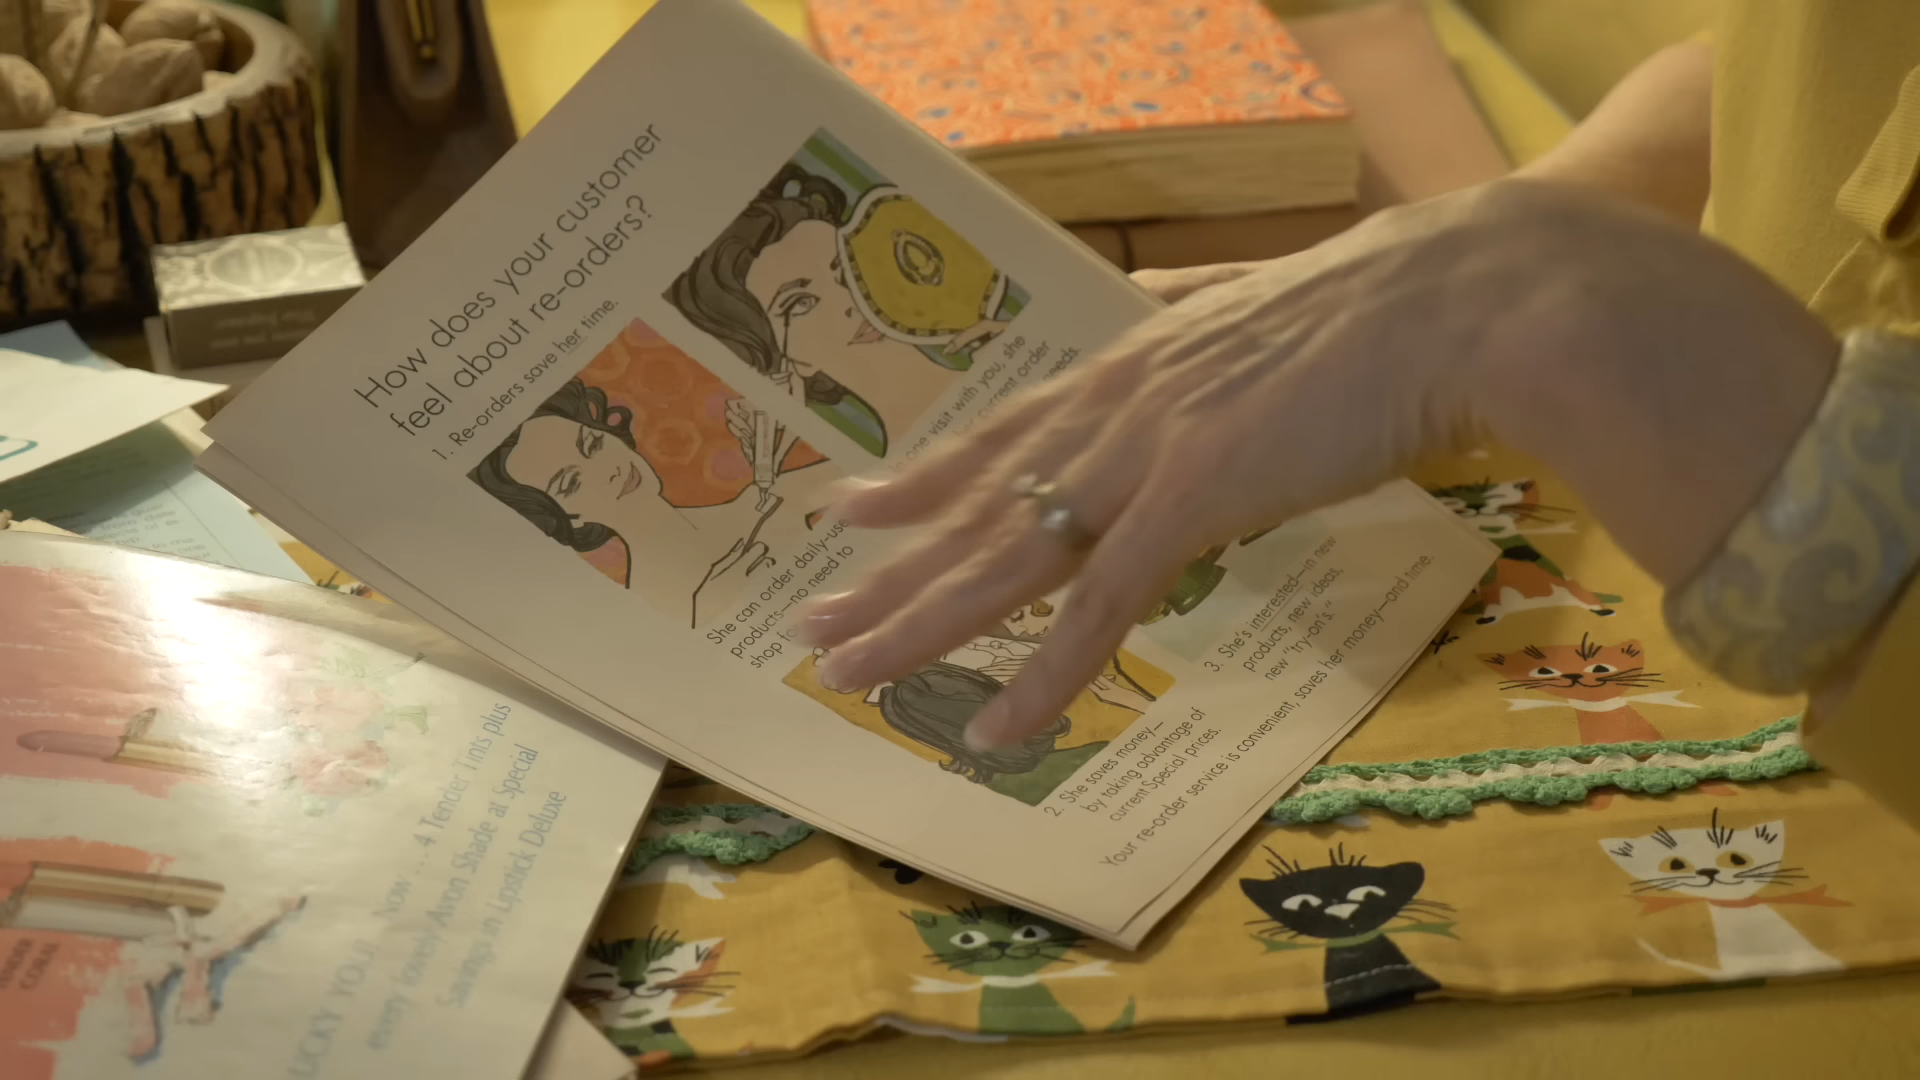 How does your customer
feel about re-orders?
1. Re-orders save her time.
She can order daily-use
products—no need to
shop
in one visit with you, she
current order
needs.
2. She saves money—
by taking advantage of
current Special prices.
3. She's interested—in new
products, new ideas,
new "try-on's."
Your re-order service is convenient, saves her money—and time.
LUCKY YOU! Now . . . 4 Tender Tints plus
every lovely Avon Shade at Special
Savings in Lipstick Deluxe
CORAL